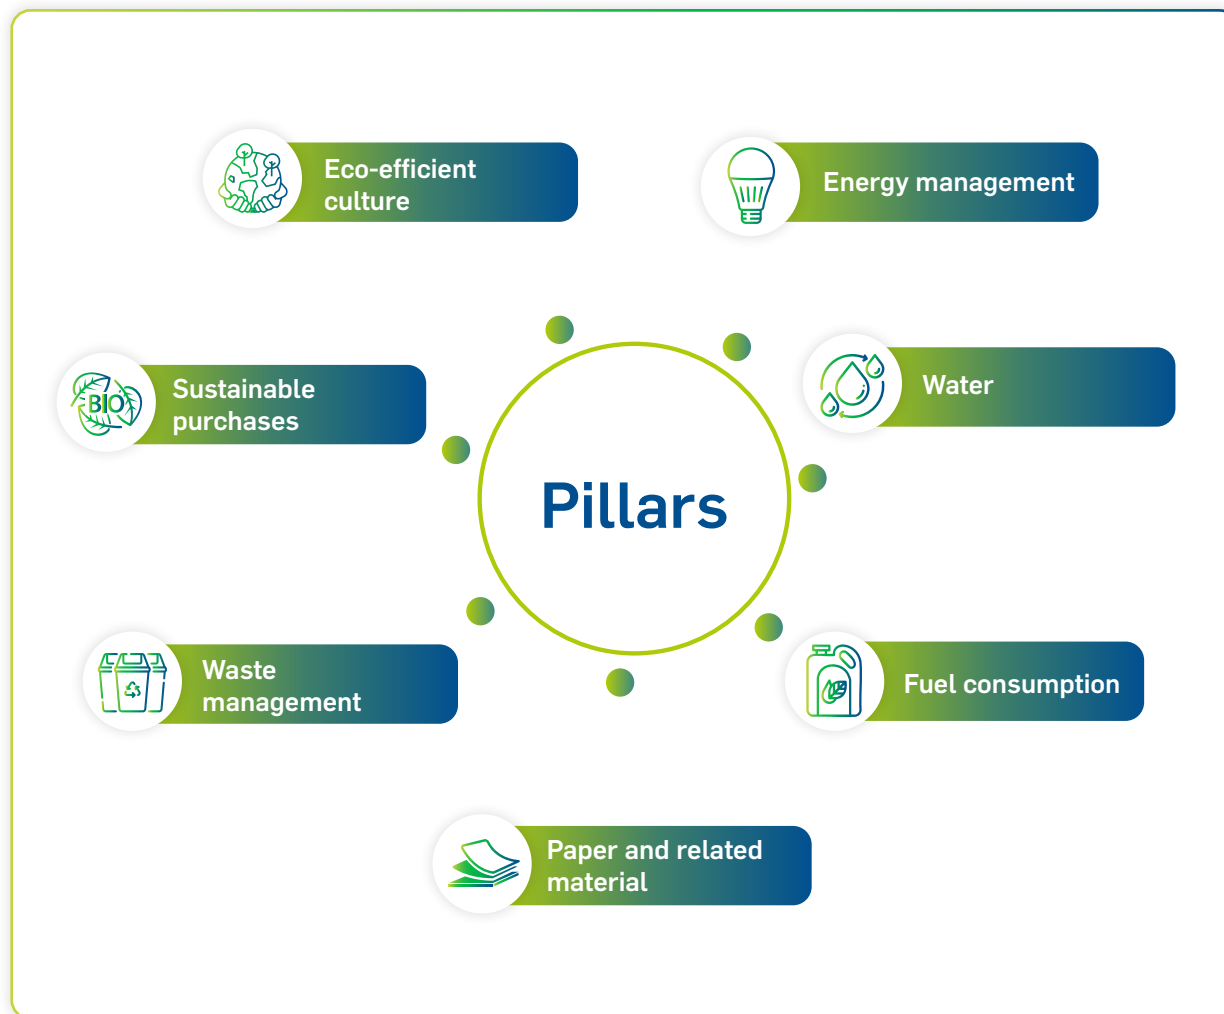 Eco-efficient
culture
Energy management
Sustainable
purchases
BIO
Water
Pillars
Waste
management
Fuel consumption
Paper and related
material